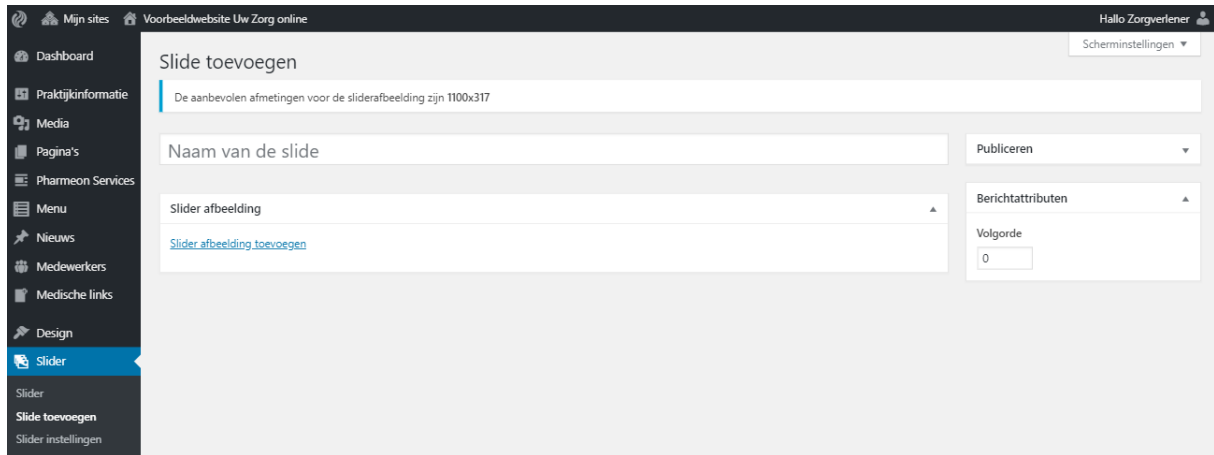 Mijn sites Voorbeeldwebsite Uw Zorg online Hallo Zorgverlener
Dashboard
Praktijkinformatie
Media
Pagina's
Pharmeon Services
Menu
Nieuws
Medewerkers
Medische links
Design
Slider
Slider
Slide toevoegen
Slider instellingen
Scherminstellingen
Slide toevoegen
De aanbevolen afmetingen voor de sliderafbeelding zijn 1100x317
Naam van de slide
Slider afbeelding
Slider afbeelding toevoegen
Publiceren
Berichtattributen
Volgorde
0